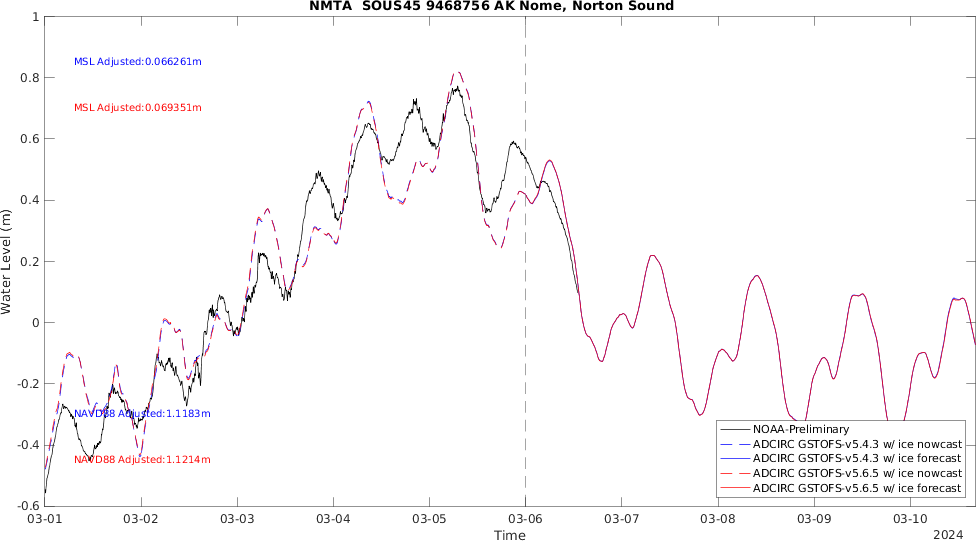 NMTA SOUS45 9468756 AK Nome, Norton Sound
Water Level (m)
1
0.8
0.6
0.4
0.2
0
-0.2
-0.4
-0.6
MSL Adjusted:0.066261m
MSL Adjusted:0.069351m
NAVD88 Adjusted:1.1183m
NAVD88 Adjusted:1.1214m
NOAA-Preliminary
ADCIRC GSTOFS-v5.4.3 w/ ice nowcast
ADCIRC GSTOFS-v5.4.3 w/ ice forecast
ADCIRC GSTOFS-v5.6.5 w/ ice nowcast
ADCIRC GSTOFS-v5.6.5 w/ ice forecast
03-01 03-02 03-03 03-04 03-05 03-06 03-07 03-08 03-09 03-10
Time
2024